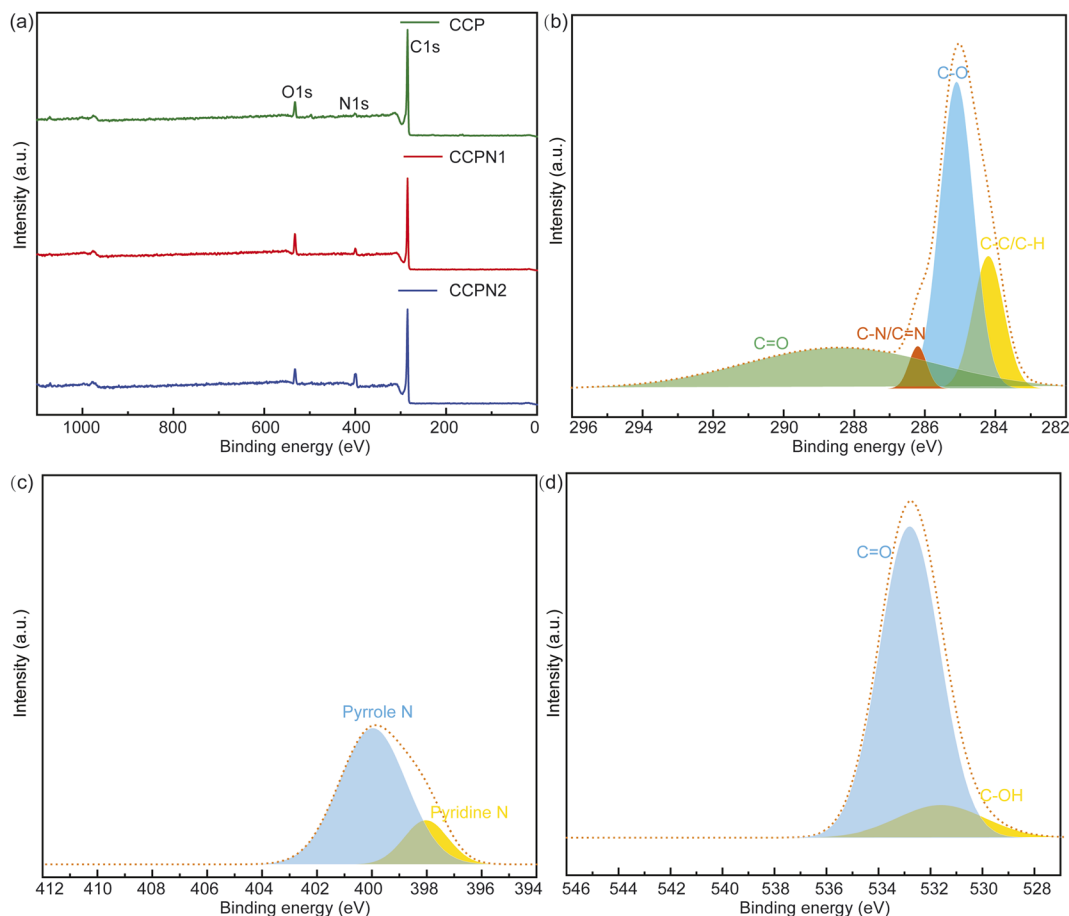 (a)
CCP
C1s
O1s
N1s
CCPN1
CCPN2
Intensity (a.u.)
1000 800 600 400 200 0
Binding energy (eV)
(b)
C-O
C-C/C-H
C-N/C=N
C=O
Intensity (a.u.)
296 294 292 290 288 286 284 282
Binding energy (eV)
(c)
Pyrrole N
Pyridine N
Intensity (a.u.)
412 410 408 406 404 402 400 398 396 394
Binding energy (eV)
(d)
C=O
C-OH
Intensity (a.u.)
546 544 542 540 538 536 534 532 530 528
Binding energy (eV)